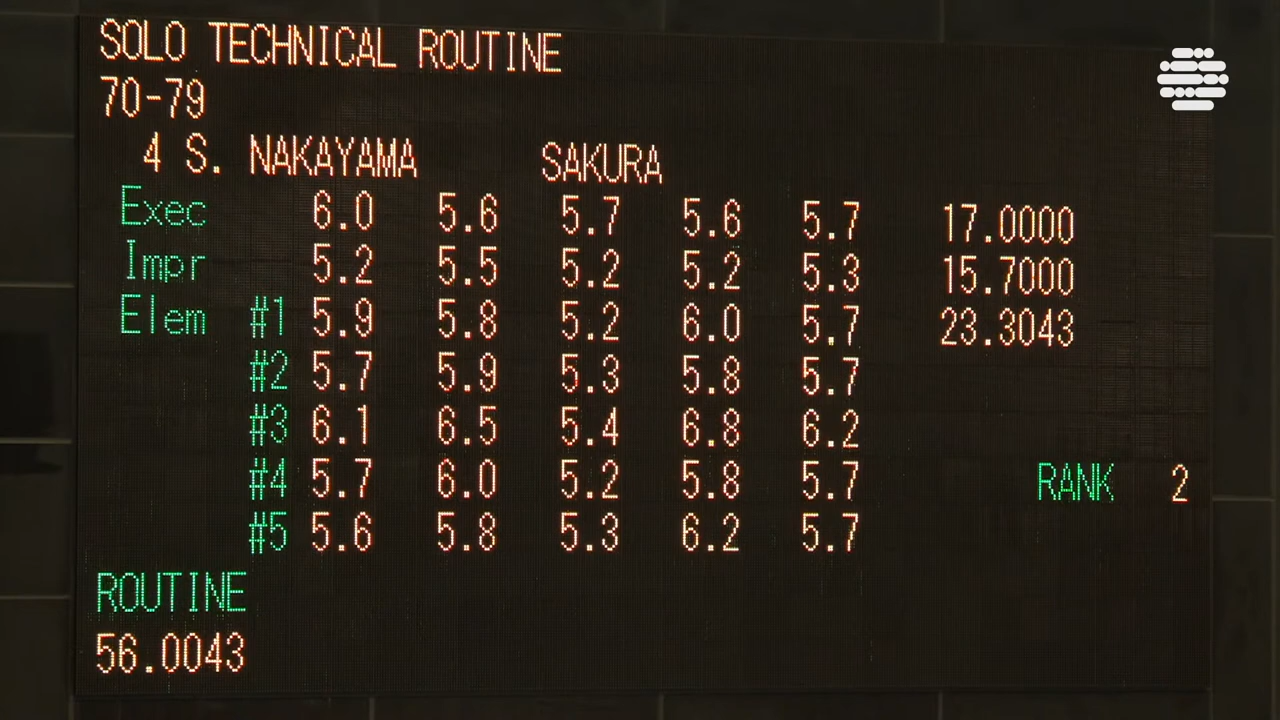 SOLO TECHNICAL ROUTINE
70-79
4 S. NAKAYAMA SAKURA
Exec 6.0 5.6 5.7 5.6 5.7 17.0000
Impr 5.2 5.5 5.2 5.2 5.3 15.7000
Elem #1 5.9 5.8 5.2 6.0 5.7 23.3043
#2 5.7 5.9 5.3 5.8 5.7
#3 6.1 6.5 5.4 6.8 6.2
#4 5.7 6.0 5.2 5.8 5.7 RANK 2
#5 5.6 5.8 5.3 6.2 5.7
ROUTINE
56.0043